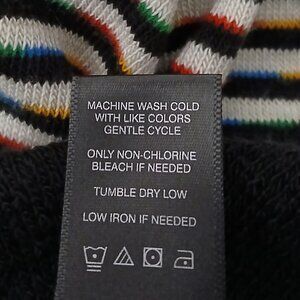 MACHINE WASH COLD
WITH LIKE COLORS
GENTLE CYCLE
ONLY NON-CHLORINE
BLEACH IF NEEDED
TUMBLE DRY LOW
LOW IRON IF NEEDED